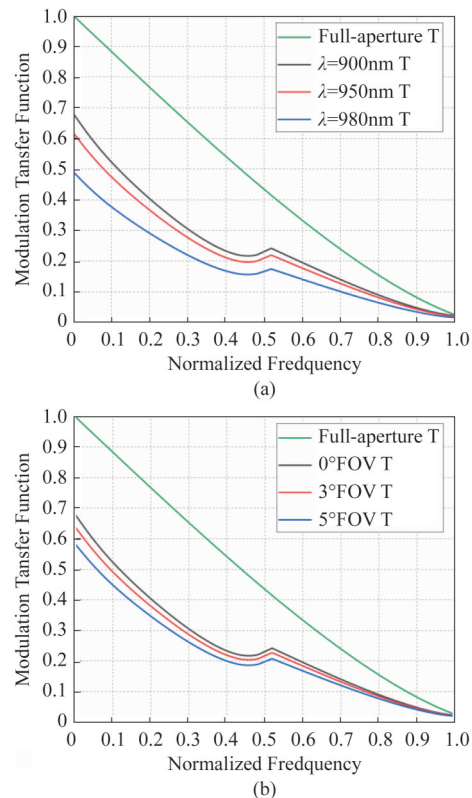 1.0
0.9
0.8
0.7
0.6
0.5
0.4
0.3
0.2
0.1
0
Modulation Tansfer Function
Full-aperture T
λ=900nm T
λ=950nm T
λ=980nm T
0 0.1 0.2 0.3 0.4 0.5 0.6 0.7 0.8 0.9 1.0
Normalized Fredquency
(a)
1.0
0.9
0.8
0.7
0.6
0.5
0.4
0.3
0.2
0.1
0
Modulation Tansfer Function
Full-aperture T
0°FOV T
3°FOV T
5°FOV T
0 0.1 0.2 0.3 0.4 0.5 0.6 0.7 0.8 0.9 1.0
Normalized Fredquency
(b)